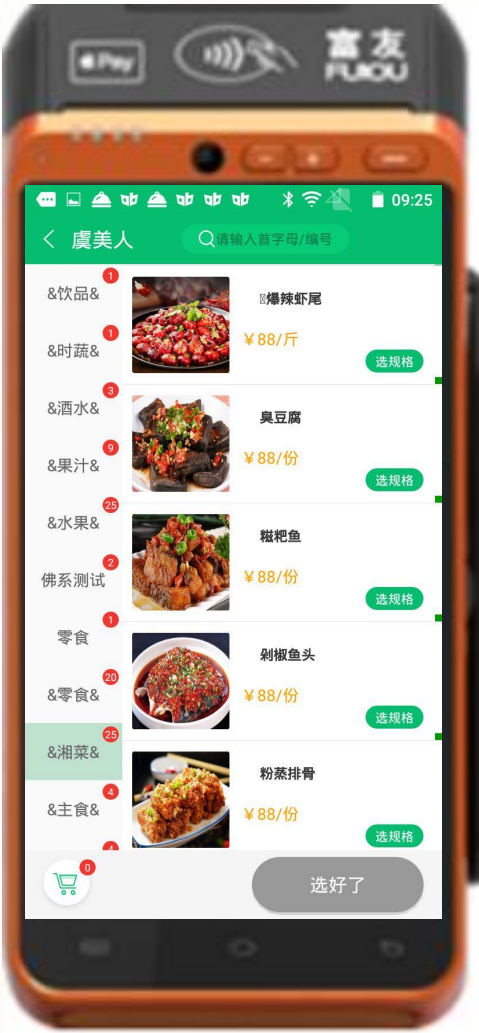 Pay
富友
FUIOU
09:25
虞美人
请输入首字母/编号
&饮品&
1
&时蔬&
1
&酒水&
3
&果汁&
9
&水果&
25
佛系测试
2
零食
1
&零食&
20
&湘菜&
25
&主食&
4
4
爆辣虾尾
￥88/斤
选规格
臭豆腐
￥88/份
选规格
糍粑鱼
￥88/份
选规格
剁椒鱼头
￥88/份
选规格
粉蒸排骨
￥88/份
选规格
0
选好了